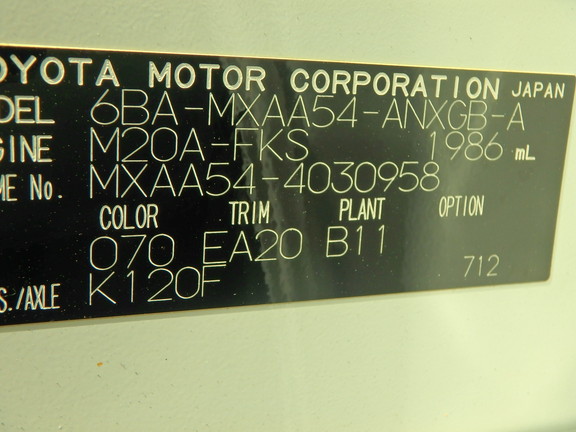 OYOTA MOTOR CORPORATION JAPAN
DEL 6BA-MXAA54-ANXGB-A
GINE M20A-FKS 1986 mL
ME No. MXAA54-4030958
COLOR TRIM PLANT OPTION
070 EA20 B11
S./AXLE K120F 712